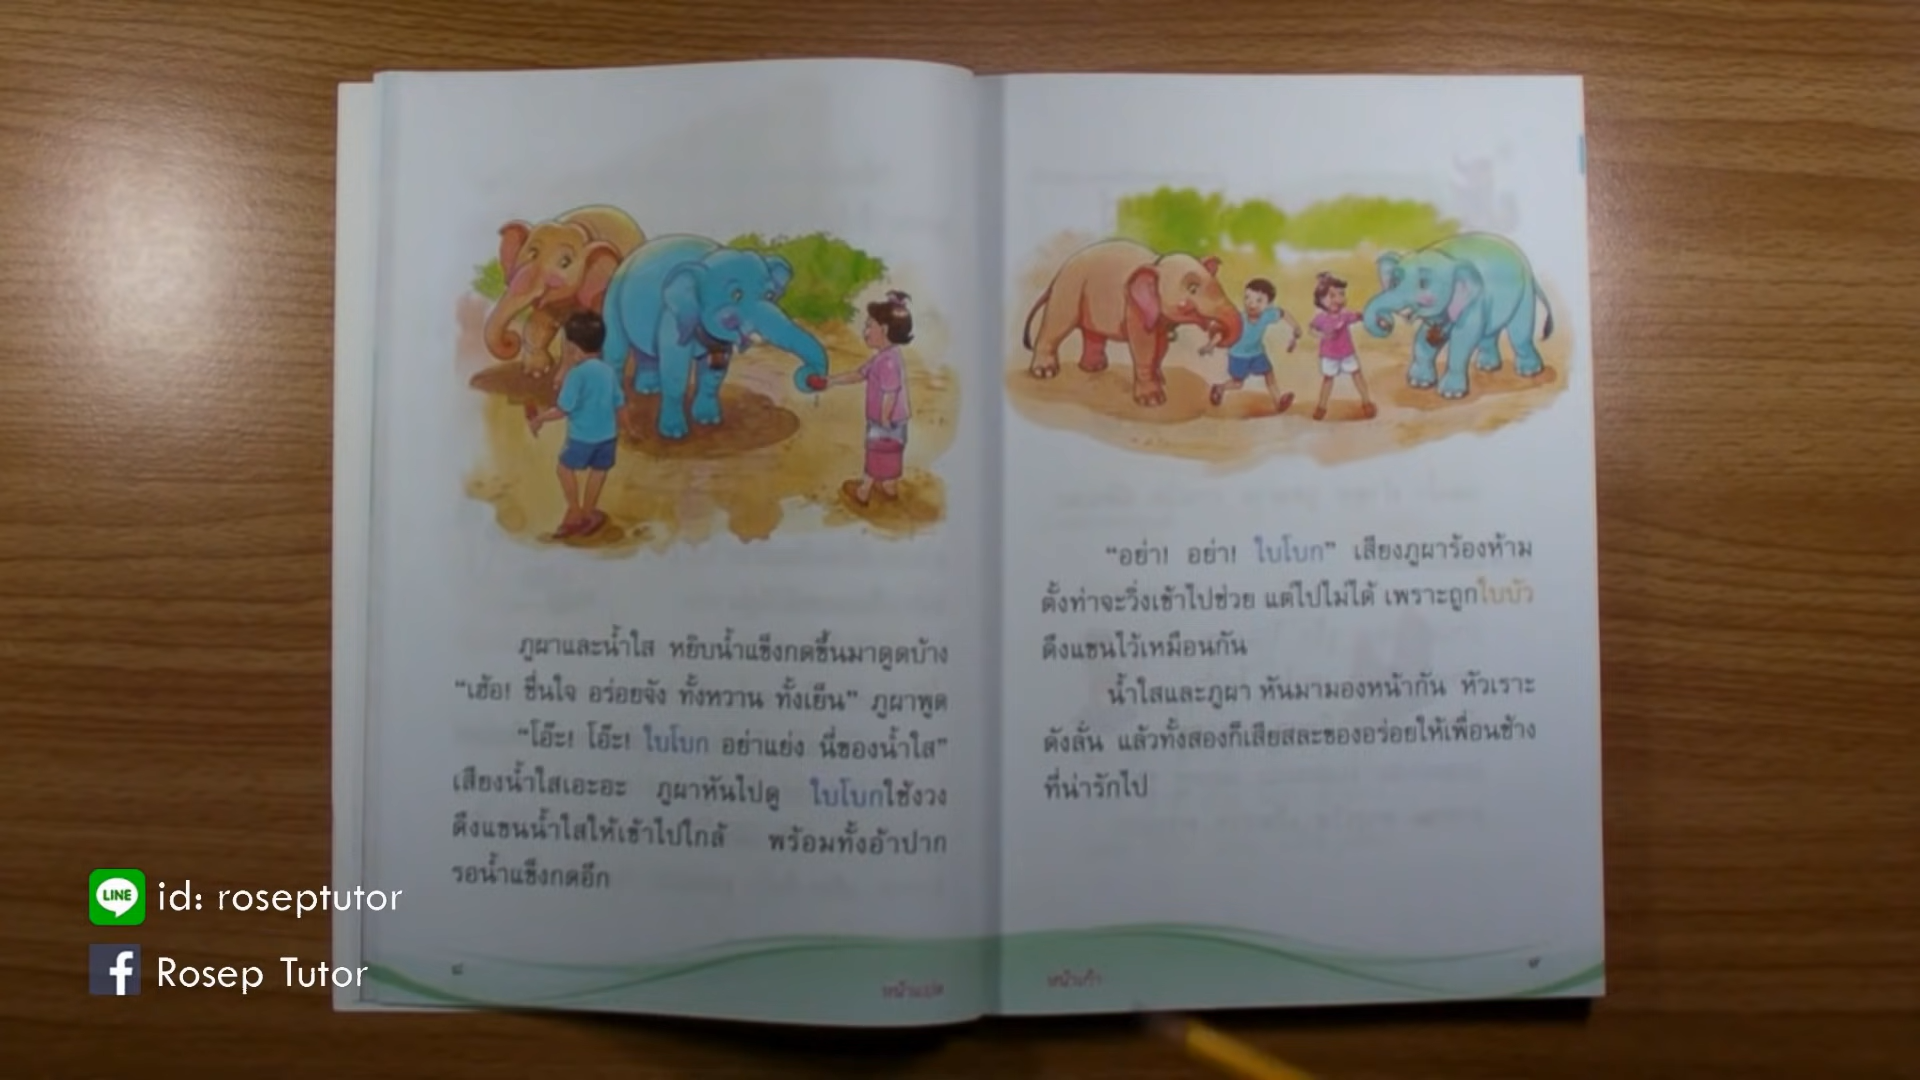 ภูผาและน้ำใส หยิบน้ำแข็งกดขึ้นมาดูดบ้าง
“เฮ้อ! ชื่นใจ อร่อยจัง ทั้งหวาน ทั้งเย็น” ภูผาพูด
“โอ๊ะ! โอ๊ะ! ใบโบก อย่าแย่ง นี่ของน้ำใส”
เสียงน้ำใสเอะอะ ภูผาหันไปดู ใบโบกใช้งวง
ดึงแขนน้ำใสให้เข้าไปใกล้ พร้อมทั้งอ้าปาก
รอน้ำแข็งกดอีก
๘
หน้าแปด
“อย่า! อย่า! ใบโบก” เสียงภูผาร้องห้าม
ตั้งท่าจะวิ่งเข้าไปช่วย แต่ไปไม่ได้ เพราะถูกใบบัว
ดึงแขนไว้เหมือนกัน
น้ำใสและภูผา หันมามองหน้ากัน หัวเราะ
ดังลั่น แล้วทั้งสองก็เสียสละของอร่อยให้เพื่อนช้าง
ที่น่ารักไป
หน้าเก้า
๙
LINE id: roseptutor
f Rosep Tutor